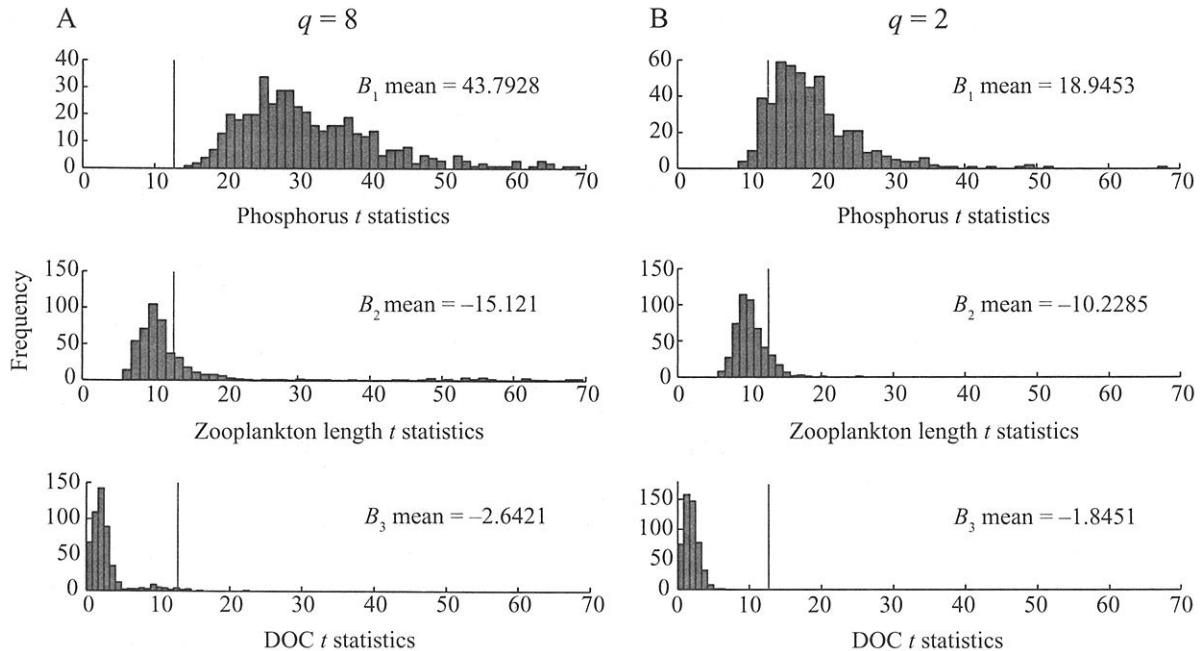 A
q = 8
40
30
20
10
0
B1 mean = 43.7928
0 10 20 30 40 50 60 70
Phosphorus t statistics
150
100
50
0
B2 mean = –15.121
0 10 20 30 40 50 60 70
Zooplankton length t statistics
Frequency
150
100
50
0
B3 mean = –2.6421
0 10 20 30 40 50 60 70
DOC t statistics
B
q = 2
60
40
20
0
B1 mean = 18.9453
0 10 20 30 40 50 60 70
Phosphorus t statistics
150
100
50
0
B2 mean = –10.2285
0 10 20 30 40 50 60 70
Zooplankton length t statistics
150
100
50
0
B3 mean = –1.8451
0 10 20 30 40 50 60 70
DOC t statistics